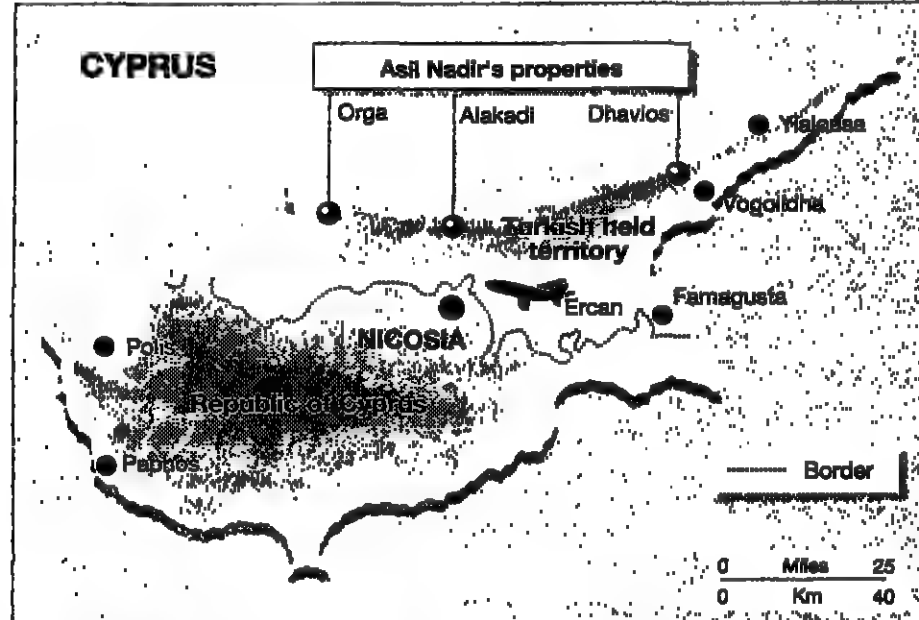 CYPRUS
Asil Nadir's properties
Orga
Alakadi
Dhavlos
Yialousa
Vogolidha
Turkish held
territory
Ercan
Famagusta
NICOSIA
Polis
Republic of Cyprus
Paphos
Border
0 Miles 25
0 Km 40